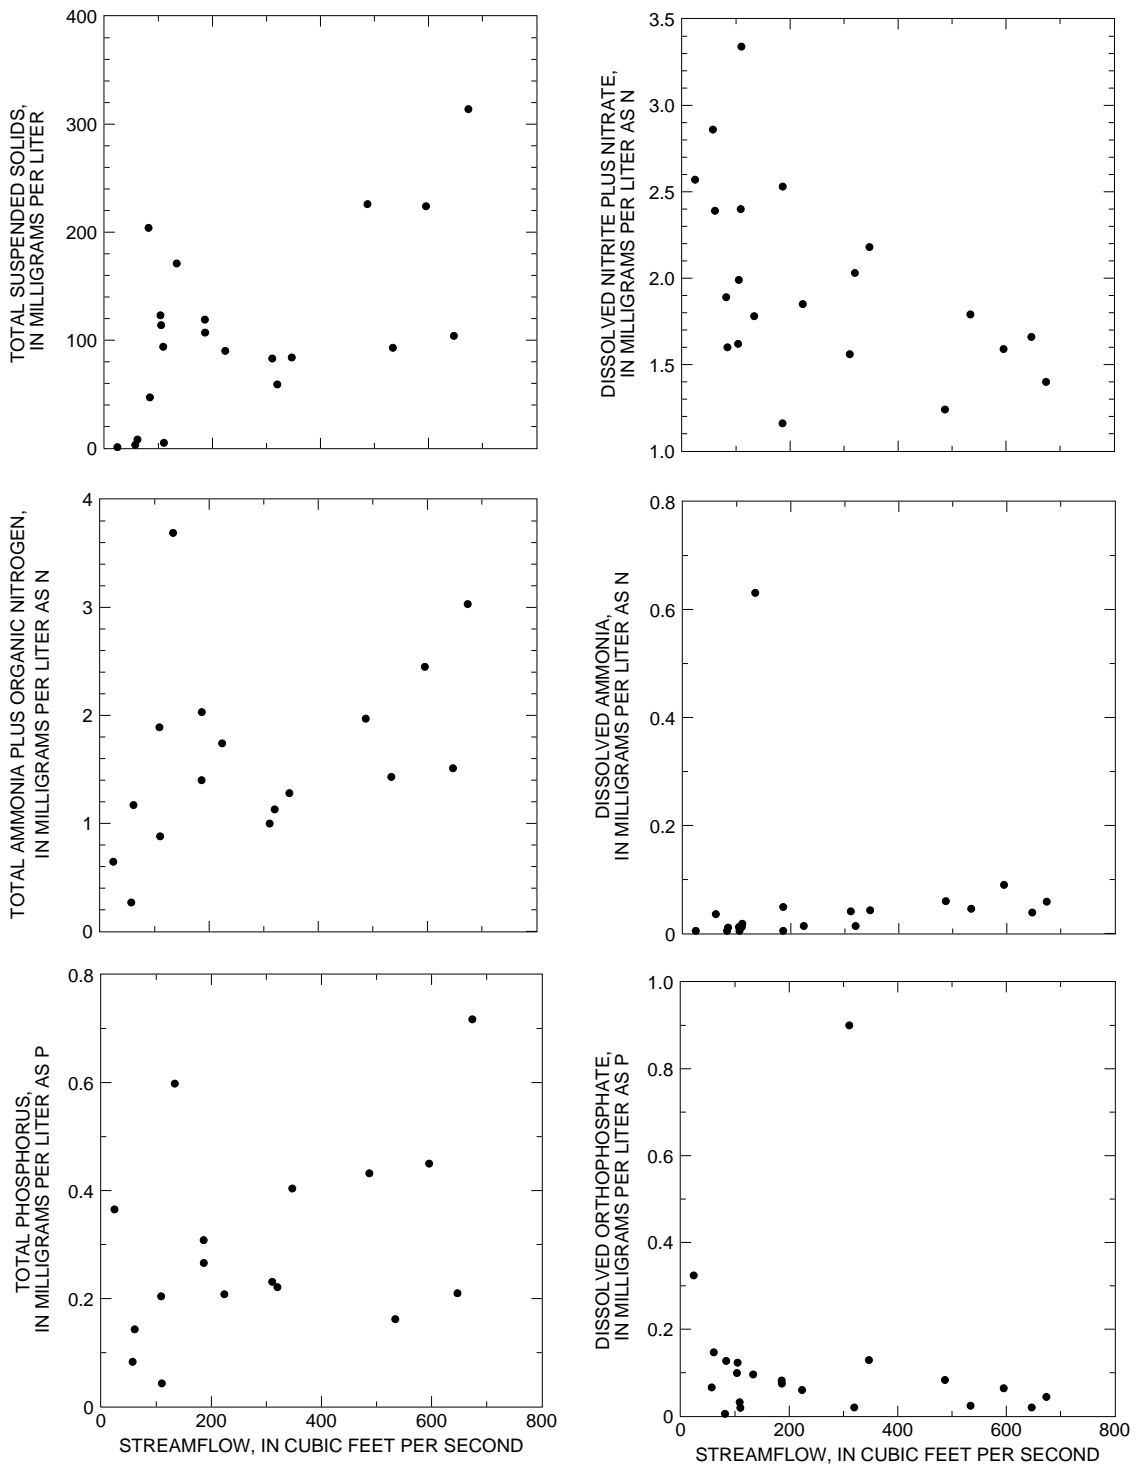 TOTAL SUSPENDED SOLIDS,
IN MILLIGRAMS PER LITER
400
300
200
100
0
DISSOLVED NITRITE PLUS NITRATE,
IN MILLIGRAMS PER LITER AS N
3.5
3.0
2.5
2.0
1.5
1.0
TOTAL AMMONIA PLUS ORGANIC NITROGEN,
IN MILLIGRAMS PER LITER AS N
4
3
2
1
0
DISSOLVED AMMONIA,
IN MILLIGRAMS PER LITER AS N
0.8
0.6
0.4
0.2
0
TOTAL PHOSPHORUS,
IN MILLIGRAMS PER LITER AS P
0.8
0.6
0.4
0.2
0
0 200 400 600 800
STREAMFLOW, IN CUBIC FEET PER SECOND
DISSOLVED ORTHOPHOSPHATE,
IN MILLIGRAMS PER LITER AS P
1.0
0.8
0.6
0.4
0.2
0
0 200 400 600 800
STREAMFLOW, IN CUBIC FEET PER SECOND